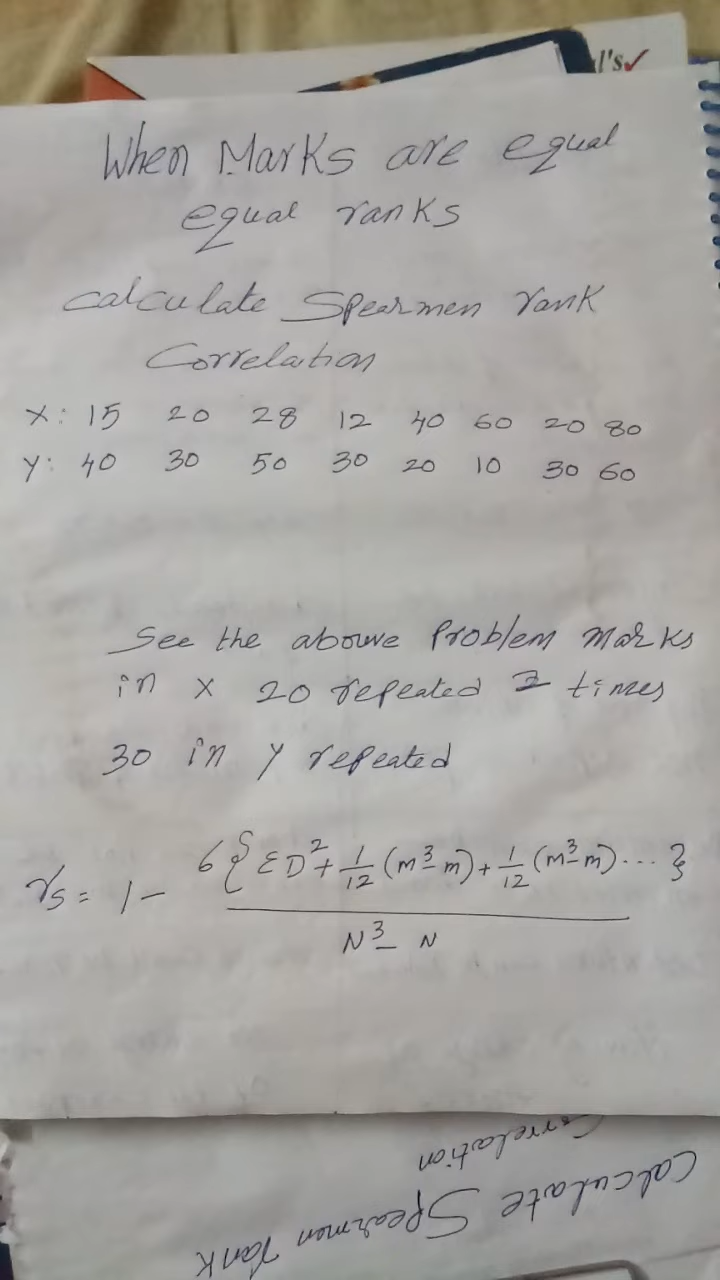 l's✓
When Marks are equal
equal ranks
calculate Spearmen rank
Correlation
X: 15 20 28 12 40 60 20 80
Y: 40 30 50 30 20 10 30 60
See the above Problem marks
in x 20 repeated 2 times
30 in y repeated
rs = 1 - 6{ΣD²+1/12(m³-m)+1/12(m³-m)...}/N³-N
Calculate Spearmen rank
Correlation